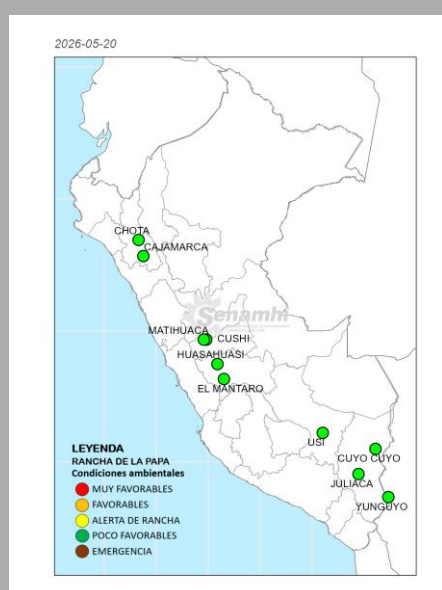 2026-05-20
CHOTA
CAJAMARCA
Senamhi
MATIHUACA
CUSHI
HUASAHUASI
EL MANTARO
USI
CUYO CUYO
JULIACA
YUNGUYO
LEYENDA
RANCHA DE LA PAPA
Condiciones ambientales
MUY FAVORABLES
FAVORABLES
ALERTA DE RANCHA
POCO FAVORABLES
EMERGENCIA